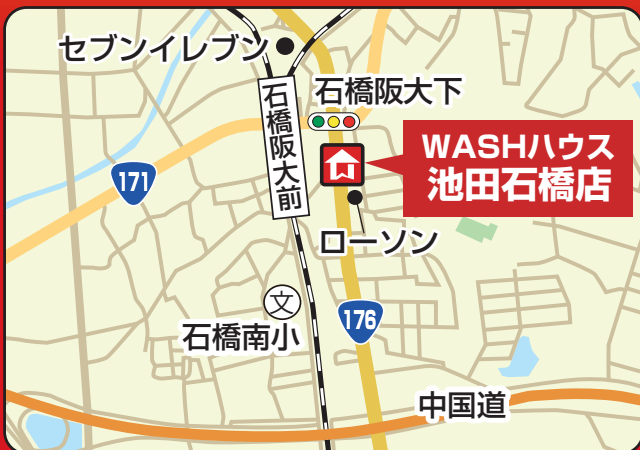 セブンイレブン
石橋阪大下
石橋阪大前
WASHハウス
池田石橋店
171
ローソン
文
石橋南小
176
中国道